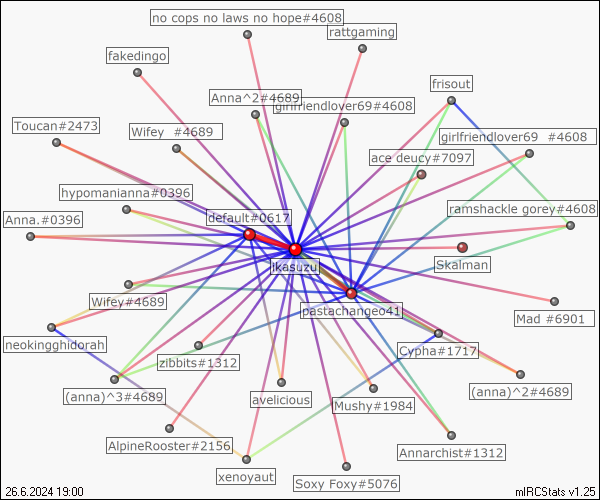 no cops no laws no hope#4608
rattgaming
fakedingo
frisout
Anna^2#4689
girlfriendlover69#4608
Toucan#2473
Wifey #4689
girlfriendlover69 #4608
ace deucy#7097
hypomanianna#0396
ramshackle gorey#4608
default#0617
Anna.#0396
Ikasuzu
Skalman
Wifey#4689
pastachangeo41
Mad #6901
neokingghidorah
Cypha#1717
zibbits#1312
(anna)^3#4689
avelicious
(anna)^2#4689
Mushy#1984
AlpineRooster#2156
Annarchist#1312
xenoyaut
Soxy Foxy#5076
26.6.2024 19:00
mIRCStats v1.25